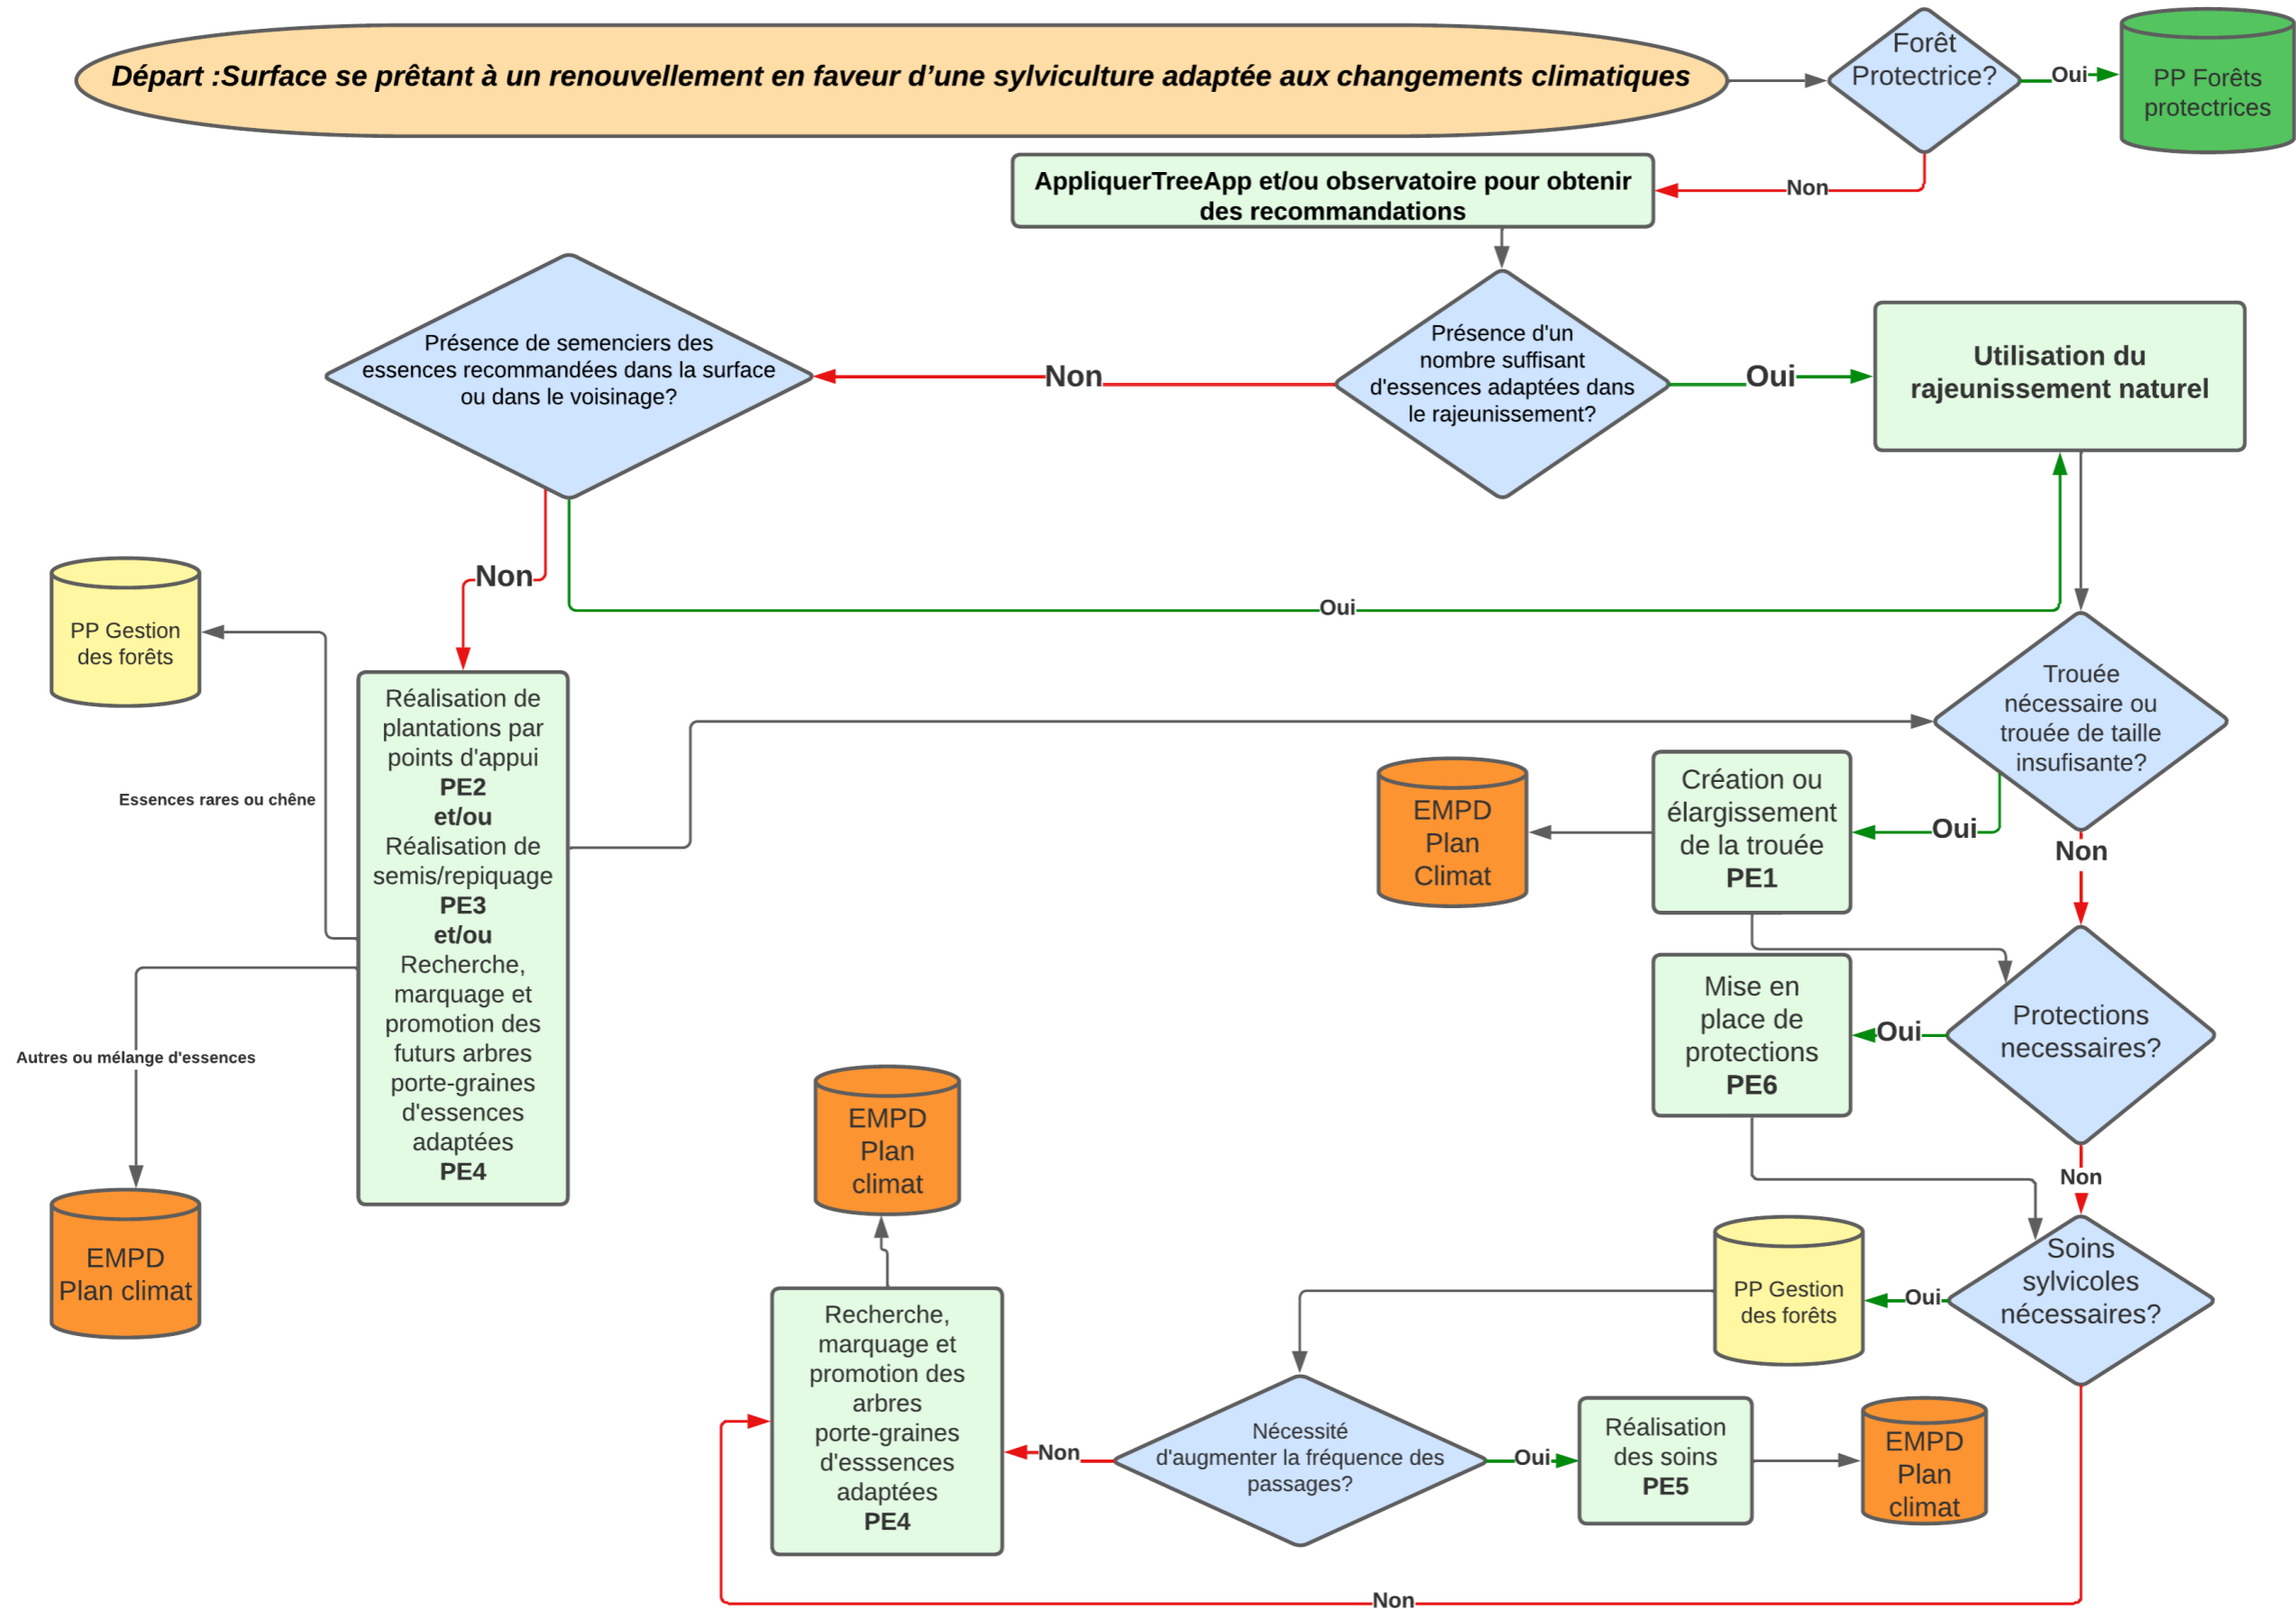 Départ :Surface se prêtant à un renouvellement en faveur d'une sylviculture adaptée aux changements climatiques
Forêt
Protectrice?
Oui
PP Forêts
protectrices
Non
AppliquerTreeApp et/ou observatoire pour obtenir
des recommandations
Présence de semenciers des
essences recommandées dans la surface
ou dans le voisinage?
Non
Présence d'un
nombre suffisant
d'essences adaptées dans
le rajeunissement?
Oui
Utilisation du
rajeunissement naturel
Non
Oui
PP Gestion
des forêts
Essences rares ou chêne
Autres ou mélange d'essences
EMPD
Plan climat
Réalisation de
plantations par
points d'appui
PE2
et/ou
Réalisation de
semis/repiquage
PE3
et/ou
Recherche,
marquage et
promotion des
futurs arbres
porte-graines
d'essences
adaptées
PE4
Trouée
nécessaire ou
trouée de taille
insufisante?
Oui
Création ou
élargissement
de la trouée
PE1
EMPD
Plan
Climat
Non
Protections
necessaires?
Oui
Mise en
place de
protections
PE6
Non
Soins
sylvicoles
nécessaires?
Oui
PP Gestion
des forêts
EMPD
Plan
climat
Recherche,
marquage et
promotion des
arbres
porte-graines
d'esssences
adaptées
PE4
Non
Nécessité
d'augmenter la fréquence des
passages?
Oui
Réalisation
des soins
PE5
EMPD
Plan
climat
Non